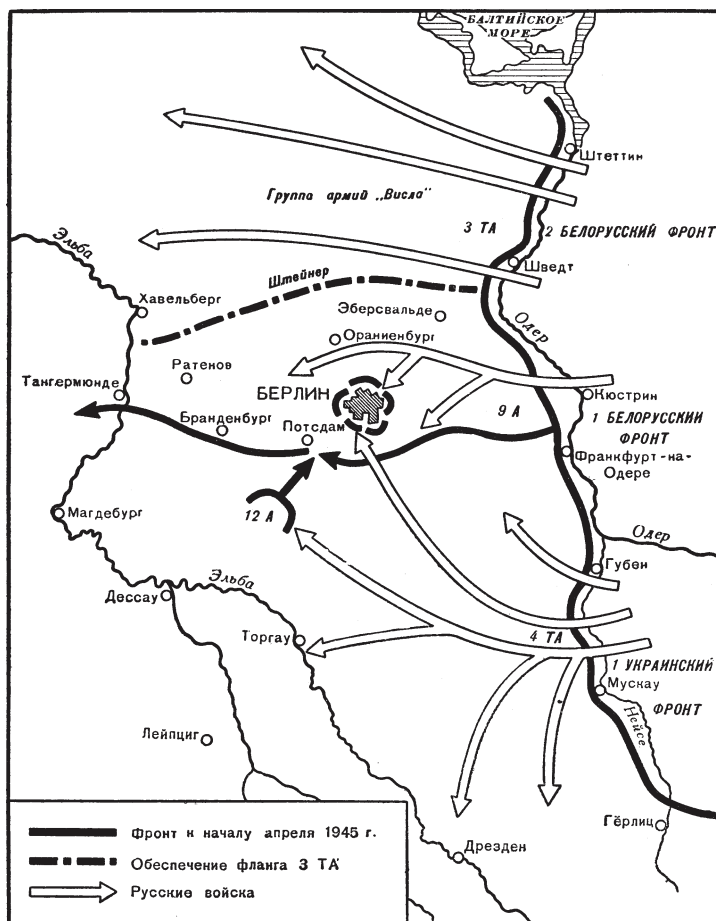 БАЛТИЙСКОЕ
МОРЕ
Штеттин
Группа армий „Висла"
3 ТА
2 БЕЛОРУССКИЙ ФРОНТ
Эльба
Шведт
Штейнер
Хавельберг
Эберсвальде
Одер
Ораниенбург
Ратенов
Тангермюнде
БЕРЛИН
Кюстрин
9 А
1 БЕЛОРУССКИЙ
ФРОНТ
Бранденбург
Потсдам
Франкфурт-на-
Одере
Магдебург
12 А
Одер
Губен
Эльба
Дессау
Торгау
4 ТА
1 УКРАИНСКИЙ
ФРОНТ
Мускау
Нейсе
Лейпциг
Гёрлиц
Дрезден
Фронт к началу апреля 1945 г.
Обеспечение фланга 3 ТА
Русские войска